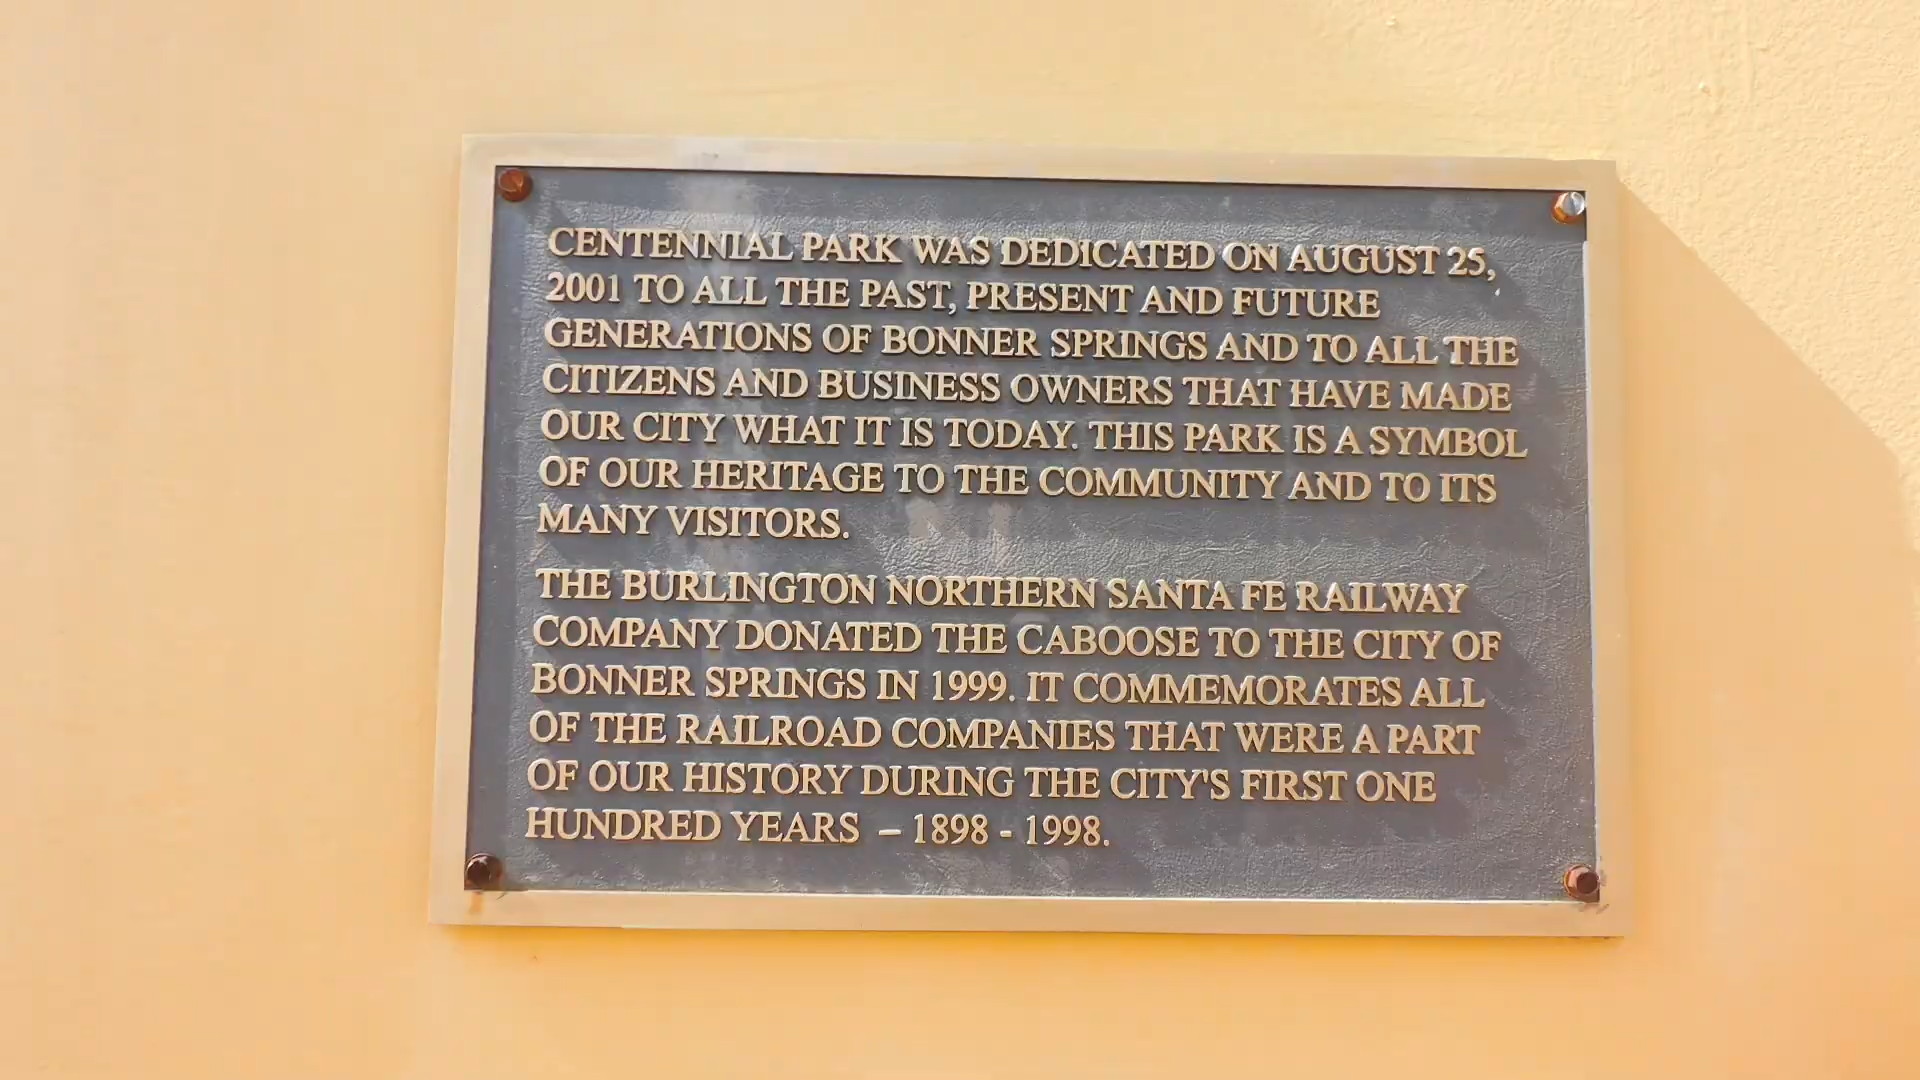 CENTENNIAL PARK WAS DEDICATED ON AUGUST 25,
2001 TO ALL THE PAST, PRESENT AND FUTURE
GENERATIONS OF BONNER SPRINGS AND TO ALL THE
CITIZENS AND BUSINESS OWNERS THAT HAVE MADE
OUR CITY WHAT IT IS TODAY. THIS PARK IS A SYMBOL
OF OUR HERITAGE TO THE COMMUNITY AND TO ITS
MANY VISITORS.
THE BURLINGTON NORTHERN SANTA FE RAILWAY
COMPANY DONATED THE CABOOSE TO THE CITY OF
BONNER SPRINGS IN 1999. IT COMMEMORATES ALL
OF THE RAILROAD COMPANIES THAT WERE A PART
OF OUR HISTORY DURING THE CITY'S FIRST ONE
HUNDRED YEARS – 1898 - 1998.